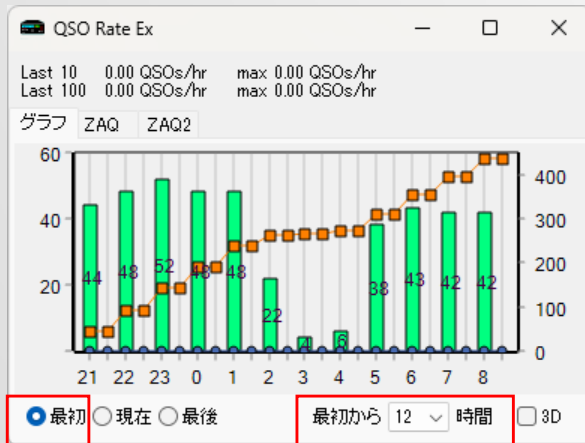 QSO Rate Ex
Last 10 0.00 QSOs/hr max 0.00 QSOs/hr
Last 100 0.00 QSOs/hr max 0.00 QSOs/hr
グラフ ZAQ ZAQ2
60
40
20
44 48 52 48 48 22 4 6 38 43 42 42
400
300
200
100
0
21 22 23 0 1 2 3 4 5 6 7 8
最初 現在 最後 最初から 12 時間 3D